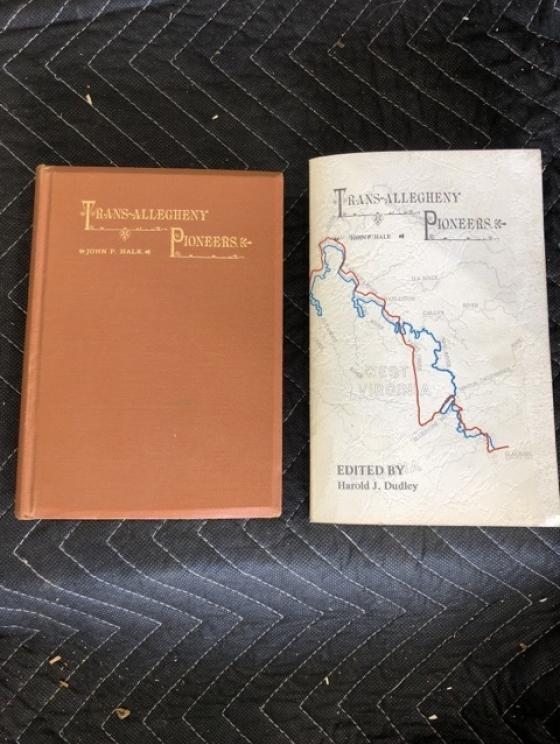 TRANS-ALLEGHENY
PIONEERS
JOHN P. HALE
TRANS-ALLEGHENY
PIONEERS
JOHN P. HALE
WEST
VIRGINIA
EDITED BY
Harold J. Dudley